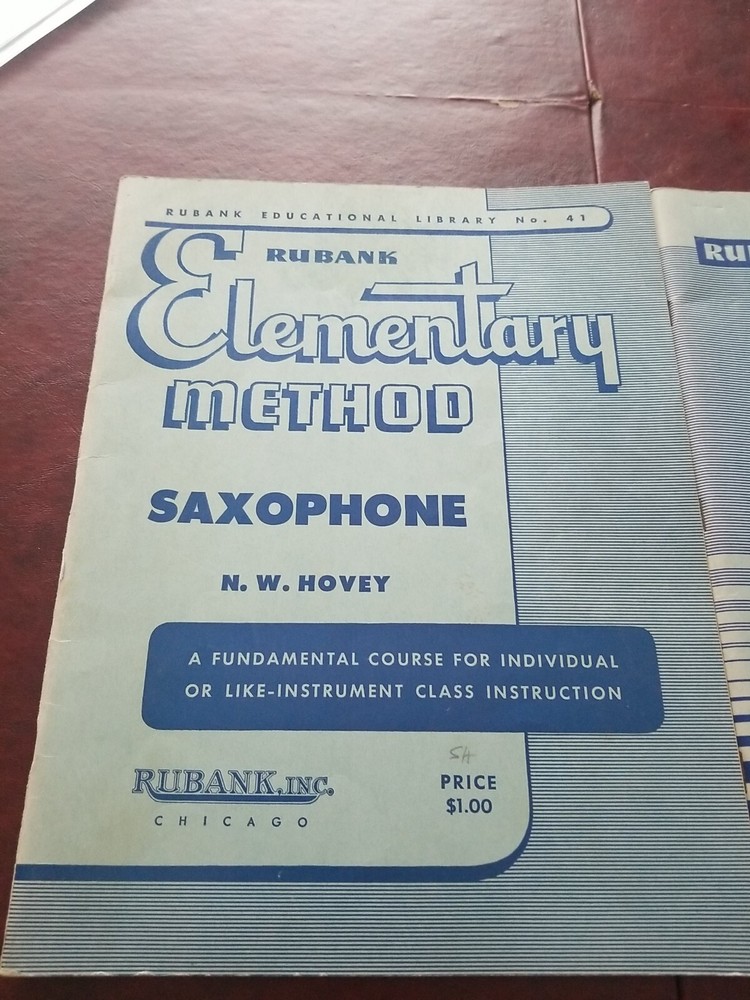 RUBANK EDUCATIONAL LIBRARY No. 41
RUBANK
Elementary
METHOD
SAXOPHONE
N. W. HOVEY
A FUNDAMENTAL COURSE FOR INDIVIDUAL
OR LIKE-INSTRUMENT CLASS INSTRUCTION
RUBANK, INC.
CHICAGO
PRICE
$1.00
RU